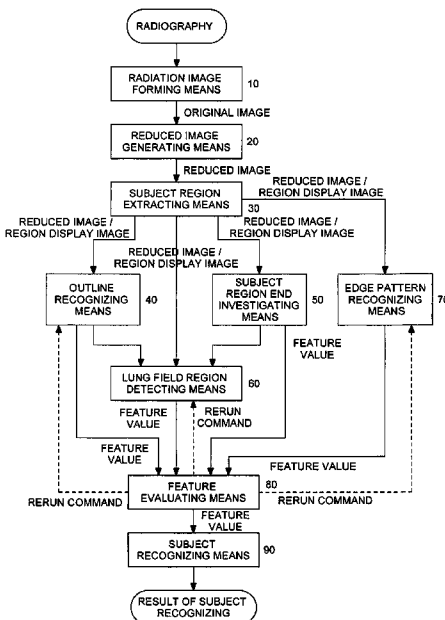 RADIOGRAPHY
RADIATION IMAGE
FORMING MEANS
10
ORIGINAL IMAGE
REDUCED IMAGE
GENERATING MEANS
20
REDUCED IMAGE
SUBJECT REGION
EXTRACTING MEANS
30
REDUCED IMAGE /
REGION DISPLAY IMAGE
REDUCED IMAGE /
REGION DISPLAY IMAGE
REDUCED IMAGE /
REGION DISPLAY IMAGE
REDUCED IMAGE /
REGION DISPLAY IMAGE
OUTLINE
RECOGNIZING
MEANS
40
SUBJECT
REGION END
INVESTIGATING
MEANS
50
EDGE PATTERN
RECOGNIZING
MEANS
70
FEATURE
VALUE
LUNG FIELD REGION
DETECTING MEANS
60
FEATURE
VALUE
RERUN
COMMAND
FEATURE
VALUE
FEATURE VALUE
FEATURE
EVALUATING MEANS
80
RERUN COMMAND
RERUN COMMAND
FEATURE
VALUE
SUBJECT
RECOGNIZING MEANS
90
RESULT OF SUBJECT
RECOGNIZING